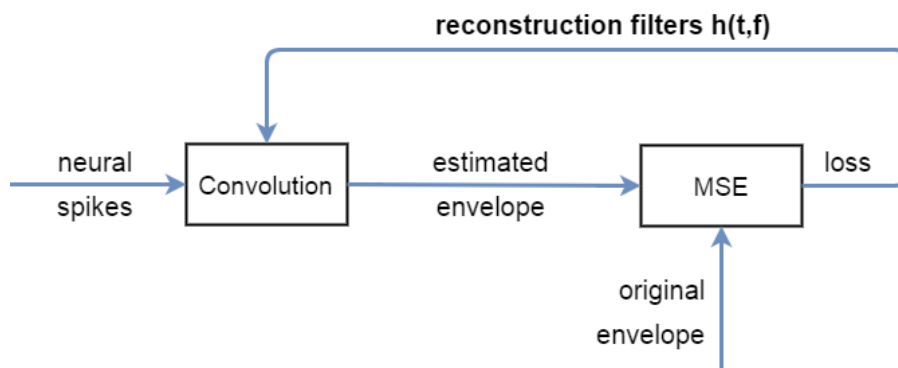 reconstruction filters h(t,f)
neural
spikes
Convolution
estimated
envelope
MSE
loss
original
envelope